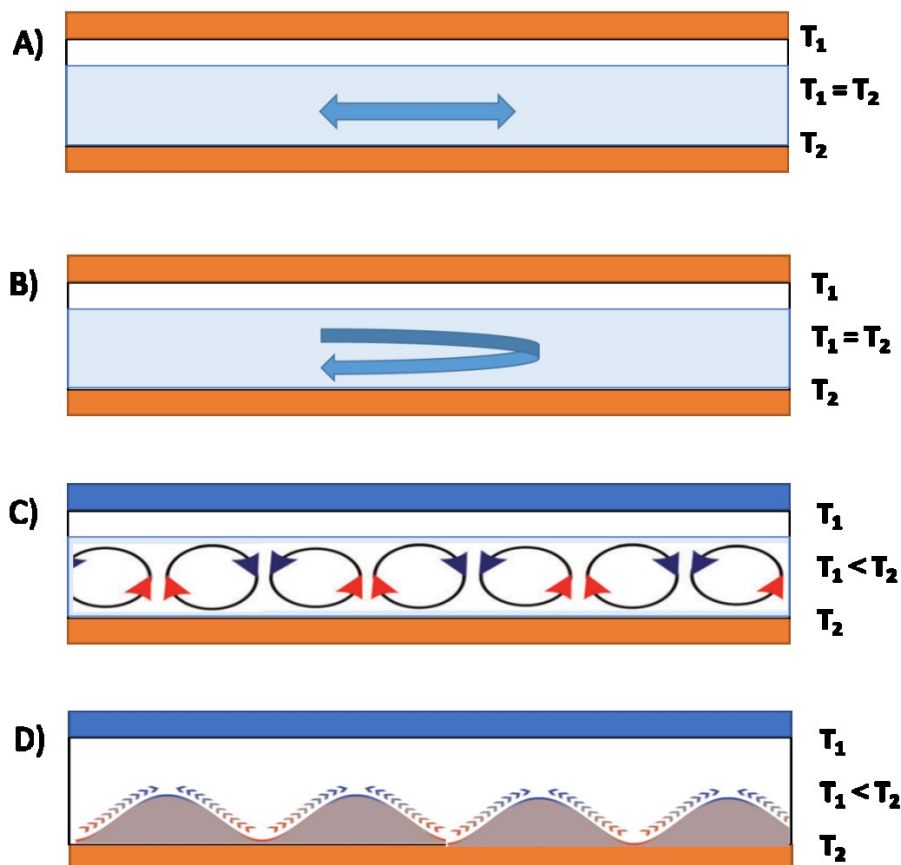 A)
T₁
T₁ = T₂
T₂
B)
T₁
T₁ = T₂
T₂
C)
T₁
T₁ < T₂
T₂
D)
T₁
T₁ < T₂
T₂